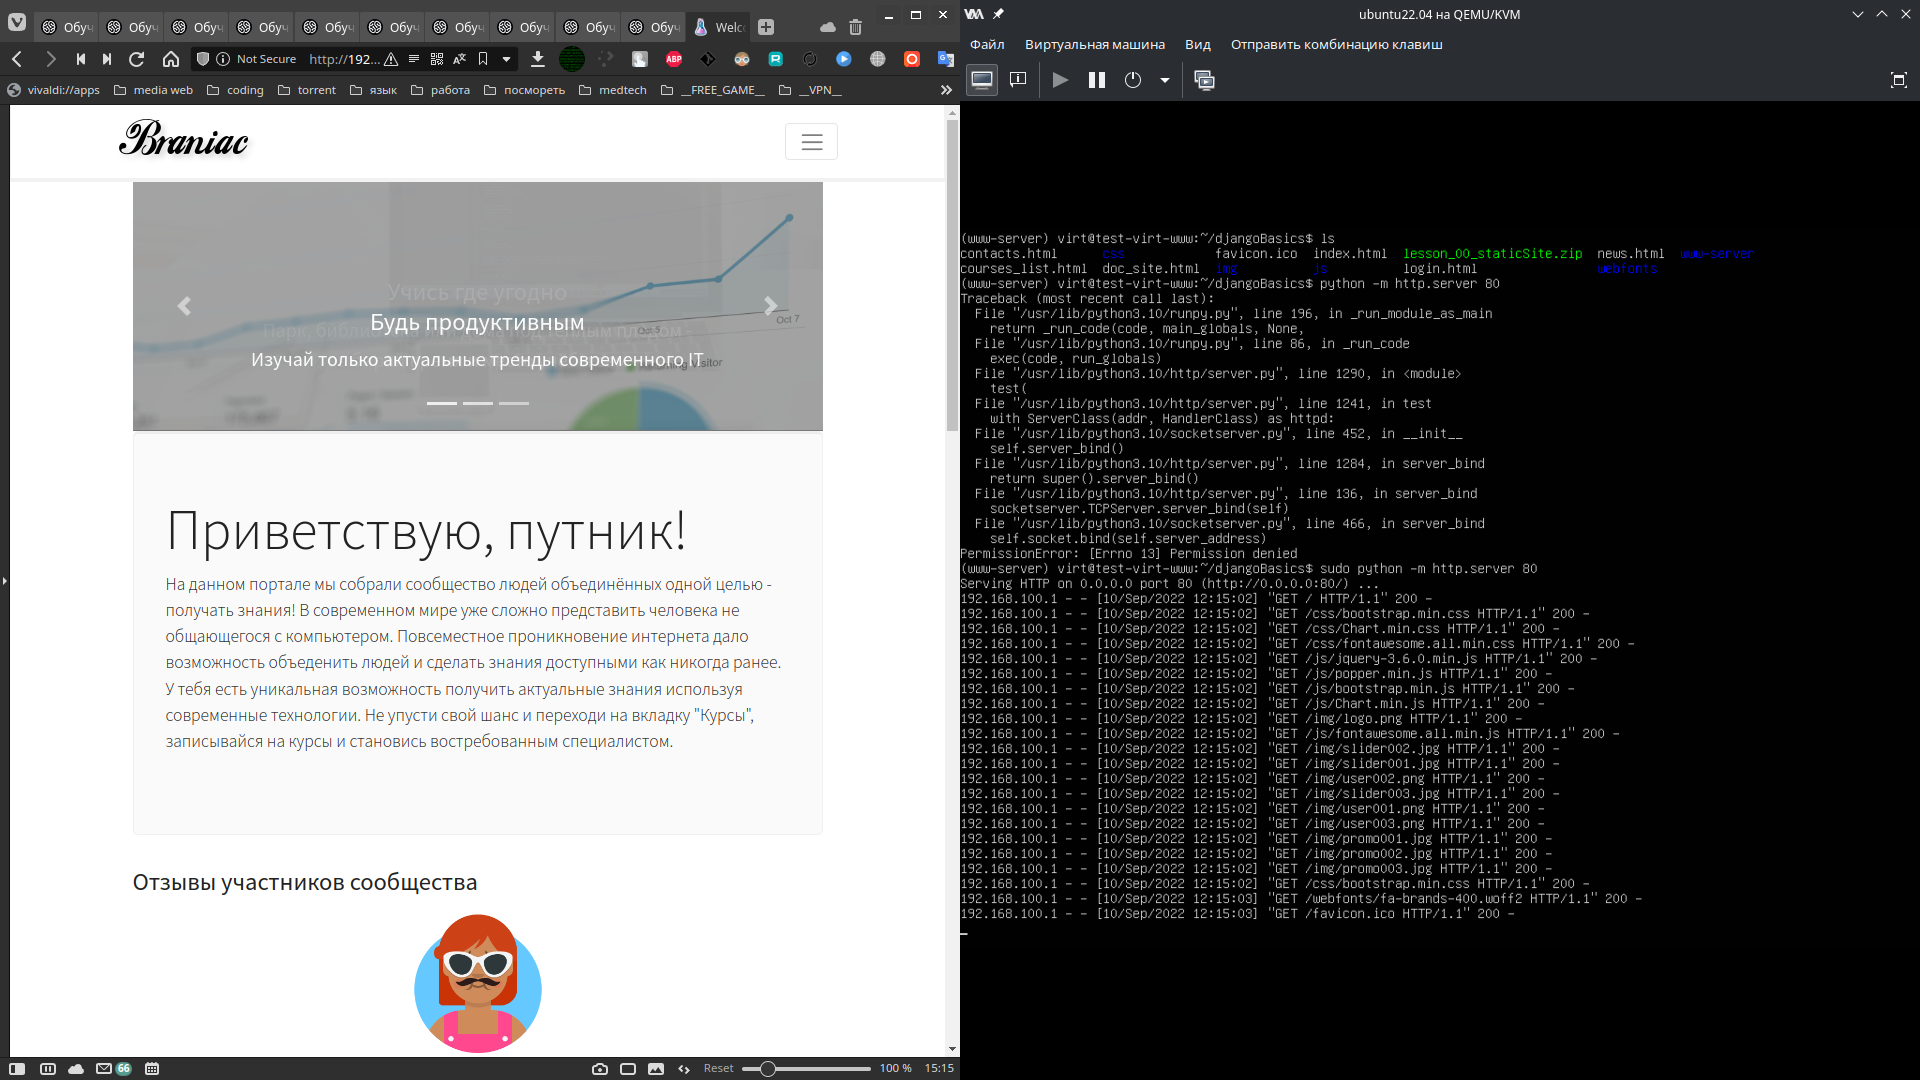 Обуч
Обуч
Обуч
Обуч
Обуч
Обуч
Обуч
Обуч
Обуч
Обуч
Welc
Not Secure http://192...
ABP
vivaldi://apps media web coding torrent язык работа посмореть medtech __FREE_GAME__ __VPN__ »
Braniac
Учись где угодно
Будь продуктивным
Изучай только актуальные тренды современного IT
Oct 7
Приветствую, путник!
На данном портале мы собрали сообщество людей объединённых одной целью -
получать знания! В современном мире уже сложно представить человека не
общающегося с компьютером. Повсеместное проникновение интернета дало
возможность объеденить людей и сделать знания доступными как никогда ранее.
У тебя есть уникальная возможность получить актуальные знания используя
современные технологии. Не упусти свой шанс и переходи на вкладку "Курсы",
записывайся на курсы и становись востребованным специалистом.
Отзывы участников сообщества
66
Reset 100 % 15:15
ubuntu22.04 на QEMU/KVM
Файл Виртуальная машина Вид Отправить комбинацию клавиш
(www-server) virt@test-virt-www:~/djangoBasics$ ls
contacts.html css favicon.ico index.html lesson_00_staticSite.zip news.html www-server
courses_list.html doc_site.html img js login.html webfonts
(www-server) virt@test-virt-www:~/djangoBasics$ python -m http.server 80
Traceback (most recent call last):
File "/usr/lib/python3.10/runpy.py", line 196, in _run_module_as_main
return _run_code(code, main_globals, None,
File "/usr/lib/python3.10/runpy.py", line 86, in _run_code
exec(code, run_globals)
File "/usr/lib/python3.10/http/server.py", line 1290, in <module>
test(
File "/usr/lib/python3.10/http/server.py", line 1241, in test
with ServerClass(addr, HandlerClass) as httpd:
File "/usr/lib/python3.10/socketserver.py", line 452, in __init__
self.server_bind()
File "/usr/lib/python3.10/http/server.py", line 1284, in server_bind
return super().server_bind()
File "/usr/lib/python3.10/http/server.py", line 136, in server_bind
socketserver.TCPServer.server_bind(self)
File "/usr/lib/python3.10/socketserver.py", line 466, in server_bind
self.socket.bind(self.server_address)
PermissionError: [Errno 13] Permission denied
(www-server) virt@test-virt-www:~/djangoBasics$ sudo python -m http.server 80
Serving HTTP on 0.0.0.0 port 80 (http://0.0.0.0:80/) ...
192.168.100.1 - - [10/Sep/2022 12:15:02] "GET / HTTP/1.1" 200 -
192.168.100.1 - - [10/Sep/2022 12:15:02] "GET /css/bootstrap.min.css HTTP/1.1" 200 -
192.168.100.1 - - [10/Sep/2022 12:15:02] "GET /css/Chart.min.css HTTP/1.1" 200 -
192.168.100.1 - - [10/Sep/2022 12:15:02] "GET /css/fontawesome.all.min.css HTTP/1.1" 200 -
192.168.100.1 - - [10/Sep/2022 12:15:02] "GET /js/jquery-3.6.0.min.js HTTP/1.1" 200 -
192.168.100.1 - - [10/Sep/2022 12:15:02] "GET /js/popper.min.js HTTP/1.1" 200 -
192.168.100.1 - - [10/Sep/2022 12:15:02] "GET /js/bootstrap.min.js HTTP/1.1" 200 -
192.168.100.1 - - [10/Sep/2022 12:15:02] "GET /js/Chart.min.js HTTP/1.1" 200 -
192.168.100.1 - - [10/Sep/2022 12:15:02] "GET /img/logo.png HTTP/1.1" 200 -
192.168.100.1 - - [10/Sep/2022 12:15:02] "GET /js/fontawesome.all.min.js HTTP/1.1" 200 -
192.168.100.1 - - [10/Sep/2022 12:15:02] "GET /img/slider002.jpg HTTP/1.1" 200 -
192.168.100.1 - - [10/Sep/2022 12:15:02] "GET /img/slider001.jpg HTTP/1.1" 200 -
192.168.100.1 - - [10/Sep/2022 12:15:02] "GET /img/user002.png HTTP/1.1" 200 -
192.168.100.1 - - [10/Sep/2022 12:15:02] "GET /img/slider003.jpg HTTP/1.1" 200 -
192.168.100.1 - - [10/Sep/2022 12:15:02] "GET /img/user001.png HTTP/1.1" 200 -
192.168.100.1 - - [10/Sep/2022 12:15:02] "GET /img/user003.png HTTP/1.1" 200 -
192.168.100.1 - - [10/Sep/2022 12:15:02] "GET /img/promo001.jpg HTTP/1.1" 200 -
192.168.100.1 - - [10/Sep/2022 12:15:02] "GET /img/promo002.jpg HTTP/1.1" 200 -
192.168.100.1 - - [10/Sep/2022 12:15:02] "GET /img/promo003.jpg HTTP/1.1" 200 -
192.168.100.1 - - [10/Sep/2022 12:15:02] "GET /css/bootstrap.min.css HTTP/1.1" 200 -
192.168.100.1 - - [10/Sep/2022 12:15:03] "GET /webfonts/fa-brands-400.woff2 HTTP/1.1" 200 -
192.168.100.1 - - [10/Sep/2022 12:15:03] "GET /favicon.ico HTTP/1.1" 200 -